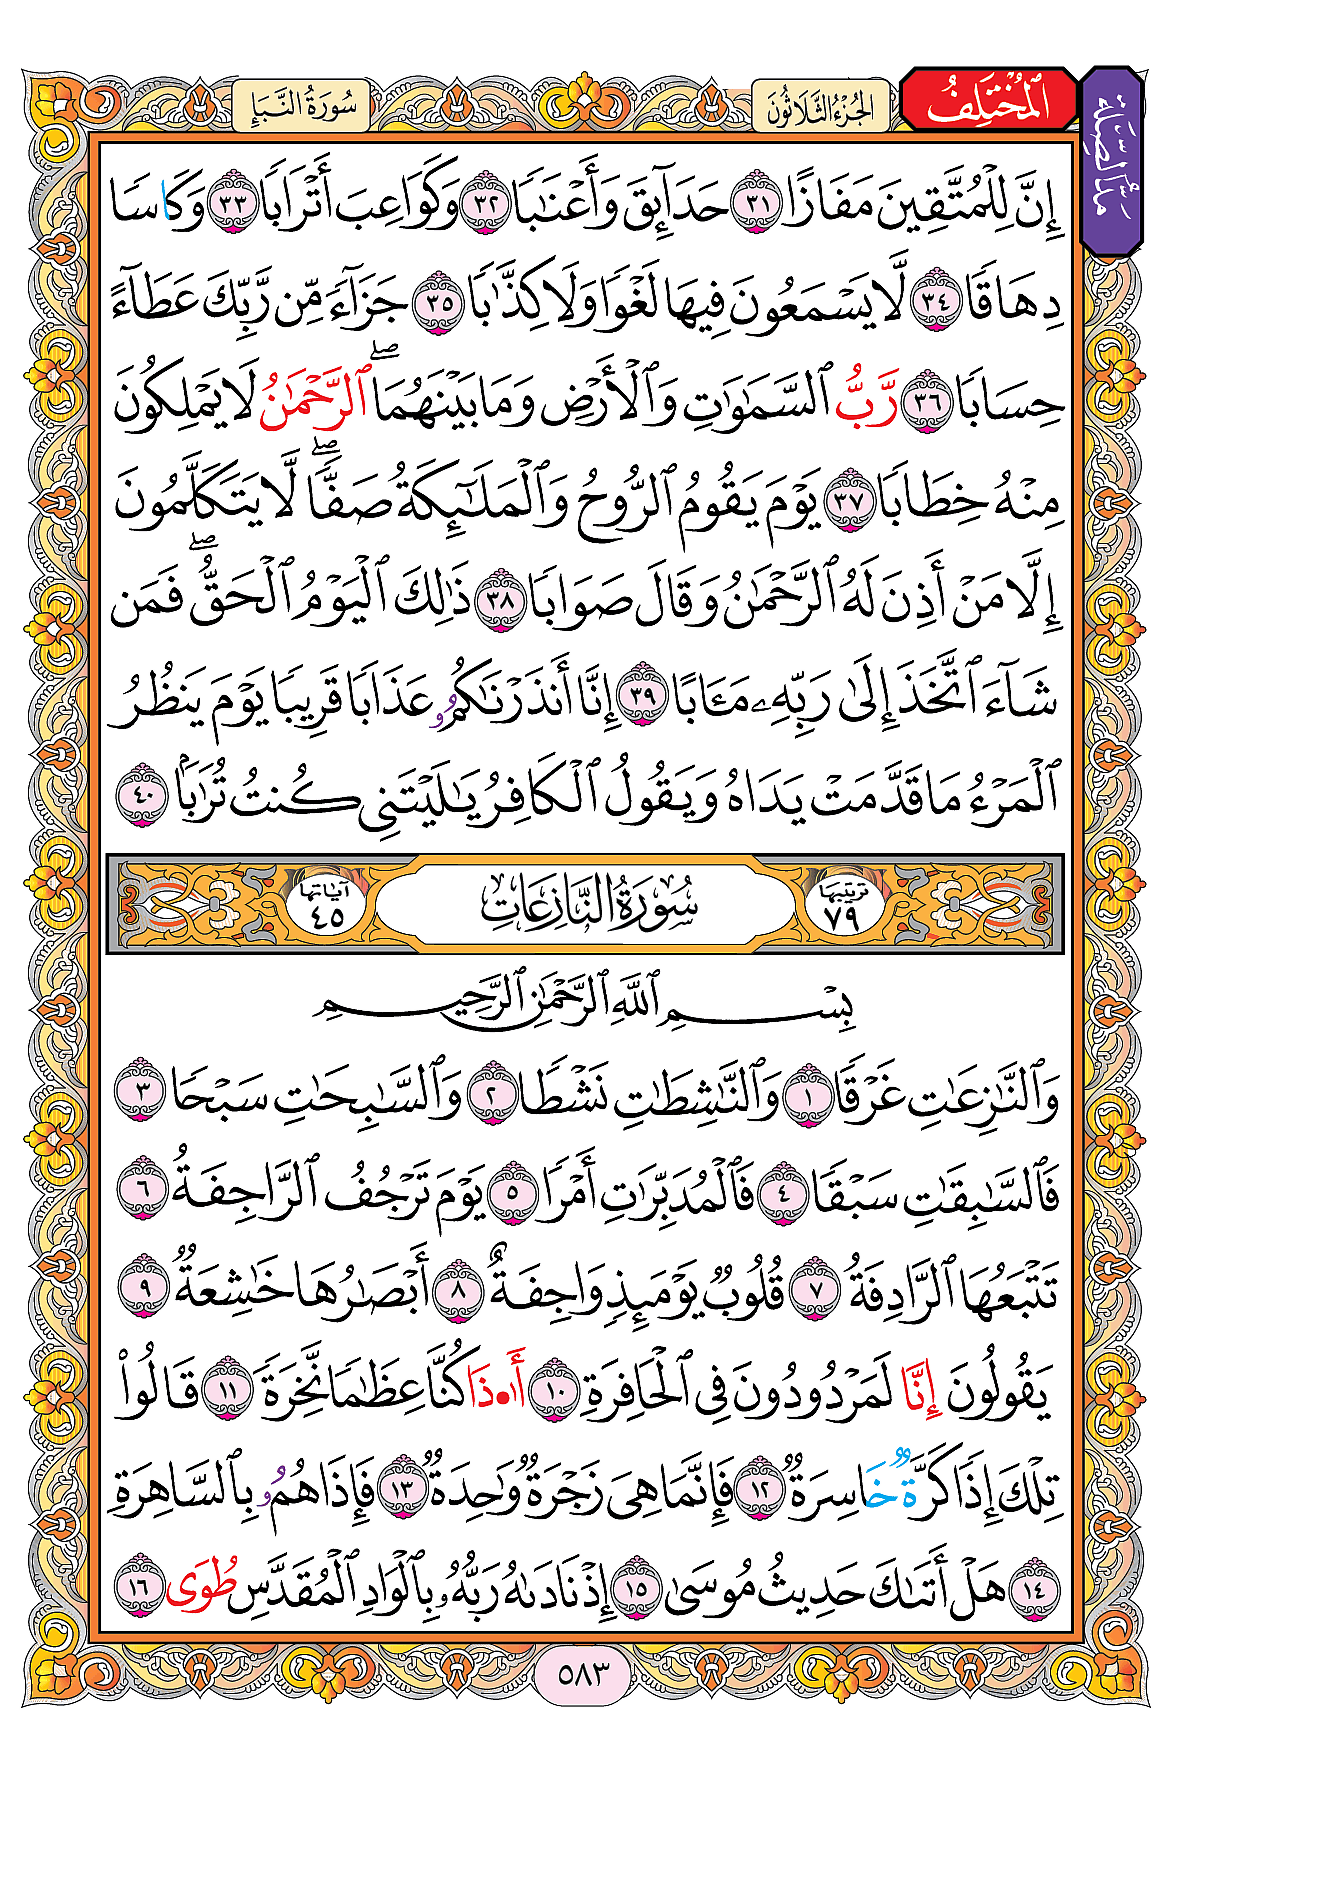 سُورَةُ النَّبَإِ
الجُزْءُ الثَّلَاثُونَ
ٱلْمُخْتَلِفُ
مَدُّ الصِّلَة
إِنَّ لِلْمُتَّقِينَ مَفَازًا ٣١ حَدَآئِقَ وَأَعْنَٰبًا ٣٢ وَكَوَاعِبَ أَتْرَابًا ٣٣ وَكَاسًا
دِهَاقًا ٣٤ لَّا يَسْمَعُونَ فِيهَا لَغْوًا وَلَا كِذَّٰبًا ٣٥ جَزَآءً مِّن رَّبِّكَ عَطَآءً
حِسَابًا ٣٦ رَّبُّ ٱلسَّمَٰوَٰتِ وَٱلْأَرْضِ وَمَا بَيْنَهُمَا ۖ ٱلرَّحْمَٰنُ لَا يَمْلِكُونَ
مِنْهُ خِطَابًا ٣٧ يَوْمَ يَقُومُ ٱلرُّوحُ وَٱلْمَلَٰٓئِكَةُ صَفًّا ۖ لَّا يَتَكَلَّمُونَ
إِلَّا مَنْ أَذِنَ لَهُ ٱلرَّحْمَٰنُ وَقَالَ صَوَابًا ٣٨ ذَٰلِكَ ٱلْيَوْمُ ٱلْحَقُّ ۖ فَمَن
شَآءَ ٱتَّخَذَ إِلَىٰ رَبِّهِۦ مَـَٔابًا ٣٩ إِنَّآ أَنذَرْنَٰكُمُۥ عَذَابًا قَرِيبًا يَوْمَ يَنظُرُ
ٱلْمَرْءُ مَا قَدَّمَتْ يَدَاهُ وَيَقُولُ ٱلْكَافِرُ يَٰلَيْتَنِى كُنتُ تُرَٰبًۢا ٤٠
تَرتيبها ٧٩ سُورَةُ النَّازِعَاتِ آياتها ٤٥
بِسْمِ ٱللَّهِ ٱلرَّحْمَٰنِ ٱلرَّحِيمِ
وَٱلنَّٰزِعَٰتِ غَرْقًا ١ وَٱلنَّٰشِطَٰتِ نَشْطًا ٢ وَٱلسَّٰبِحَٰتِ سَبْحًا ٣
فَٱلسَّٰبِقَٰتِ سَبْقًا ٤ فَٱلْمُدَبِّرَٰتِ أَمْرًا ٥ يَوْمَ تَرْجُفُ ٱلرَّاجِفَةُ ٦
تَتْبَعُهَا ٱلرَّادِفَةُ ٧ قُلُوبٌ يَوْمَئِذٍ وَاجِفَةٌ ٨ أَبْصَٰرُهَا خَٰشِعَةٌ ٩
يَقُولُونَ إِنَّا لَمَرْدُودُونَ فِى ٱلْحَافِرَةِ ١٠ أَا۟ذَا كُنَّا عِظَٰمًا نَّخِرَةً ١١ قَالُوا۟
تِلْكَ إِذًا كَرَّةٌ خَاسِرَةٌ ١٢ فَإِنَّمَا هِىَ زَجْرَةٌ وَٰحِدَةٌ ١٣ فَإِذَا هُمُۥ بِٱلسَّاهِرَةِ
١٤ هَلْ أَتَىٰكَ حَدِيثُ مُوسَىٰ ١٥ إِذْ نَادَىٰهُ رَبُّهُۥ بِٱلْوَادِ ٱلْمُقَدَّسِ طُوَى ١٦
٥٨٣